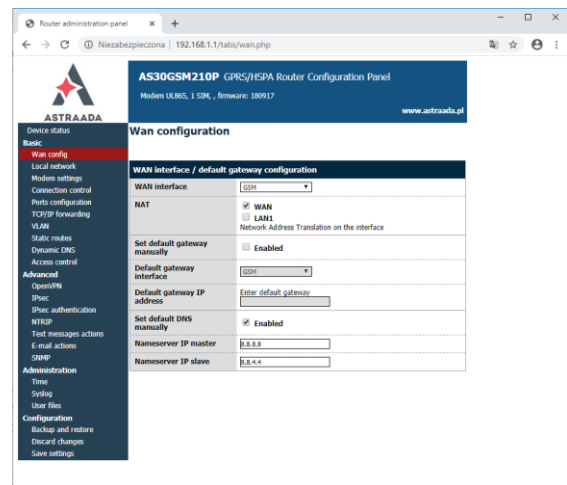 Router administration panel
Niezabezpieczona | 192.168.1.1/tabs/wan.php
ASTRAADA
AS30GSM210P GPRS/HSPA Router Configuration Panel
Modem UL865, 1 SIM, , firmware: 180917
www.astraada.pl
Device status
Basic
Wan config
Local network
Modem settings
Connection control
Ports configuration
TCP/IP forwarding
VLAN
Static routes
Dynamic DNS
Access control
Advanced
OpenVPN
IPsec
IPsec authentication
NTRIP
Text messages actions
E-mail actions
SNMP
Administration
Time
Syslog
User files
Configuration
Backup and restore
Discard changes
Save settings
Wan configuration
WAN interface / default gateway configuration
WAN interface
GSM
NAT
WAN
LAN1
Network Address Translation on the interface
Set default gateway
manually
Enabled
Default gateway
interface
GSM
Default gateway IP
address
Enter default gateway
Set default DNS
manually
Enabled
Nameserver IP master
8.8.8.8
Nameserver IP slave
8.8.4.4